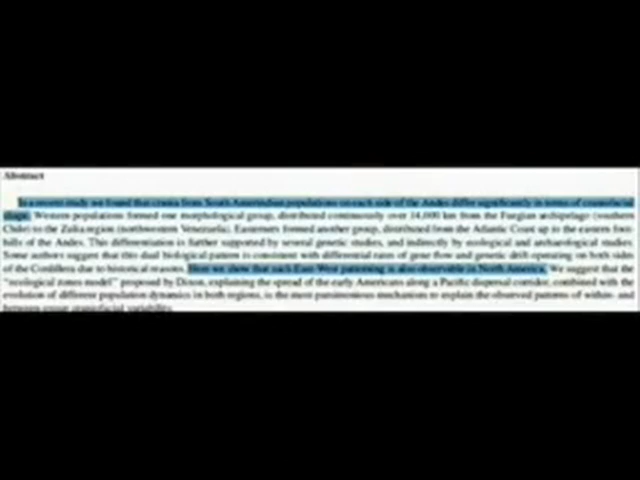 Abstract
In a recent study we found that crania from South Amerindian populations on each side of the Andes differ significantly in terms of craniofacial
shape. Western populations formed one morphological group, distributed continuously over 14,000 km from the Fuegian archipelago (southern
Chile) to the Zulia region (northwestern Venezuela). Easterners formed another group, distributed from the Atlantic Coast up to the eastern foot-
hills of the Andes. This differentiation is further supported by several genetic studies, and indirectly by ecological and archaeological studies.
Some authors suggest that this dual biological pattern is consistent with differential rates of gene flow and genetic drift operating on both sides
of the Cordillera due to historical reasons. Here we show that such East-West patterning is also observable in North America. We suggest that the
"ecological zones model" proposed by Dixon, explaining the spread of the early Americans along a Pacific dispersal corridor, combined with the
evolution of different population dynamics in both regions, is the most parsimonious mechanism to explain the observed patterns of within- and
between-group craniofacial variability.